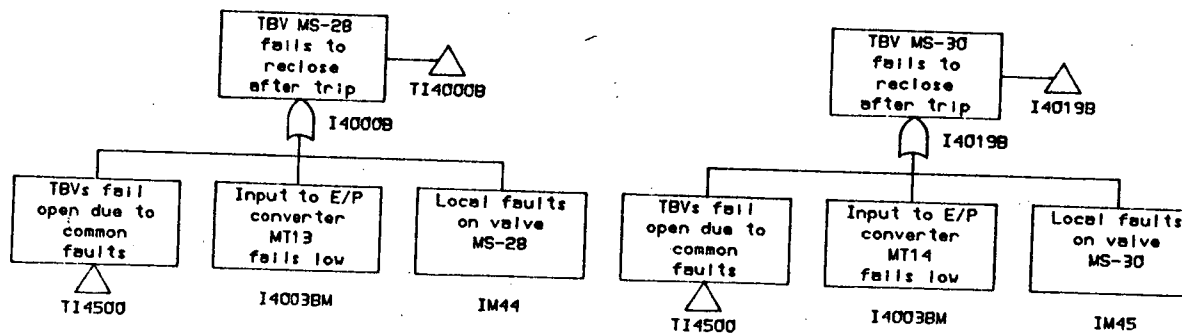 TBV MS-28
fails to
reclose
after trip
TI4000B
I4000B
TBVs fail
open due to
common
faults
TI4500
Input to E/P
converter
MT13
fails low
I4003BM
Local faults
on valve
MS-28
IM44
TBV MS-30
fails to
reclose
after trip
I4019B
I4019B
TBVs fail
open due to
common
faults
TI4500
Input to E/P
converter
MT14
fails low
I4003BM
Local faults
on valve
MS-30
IM45